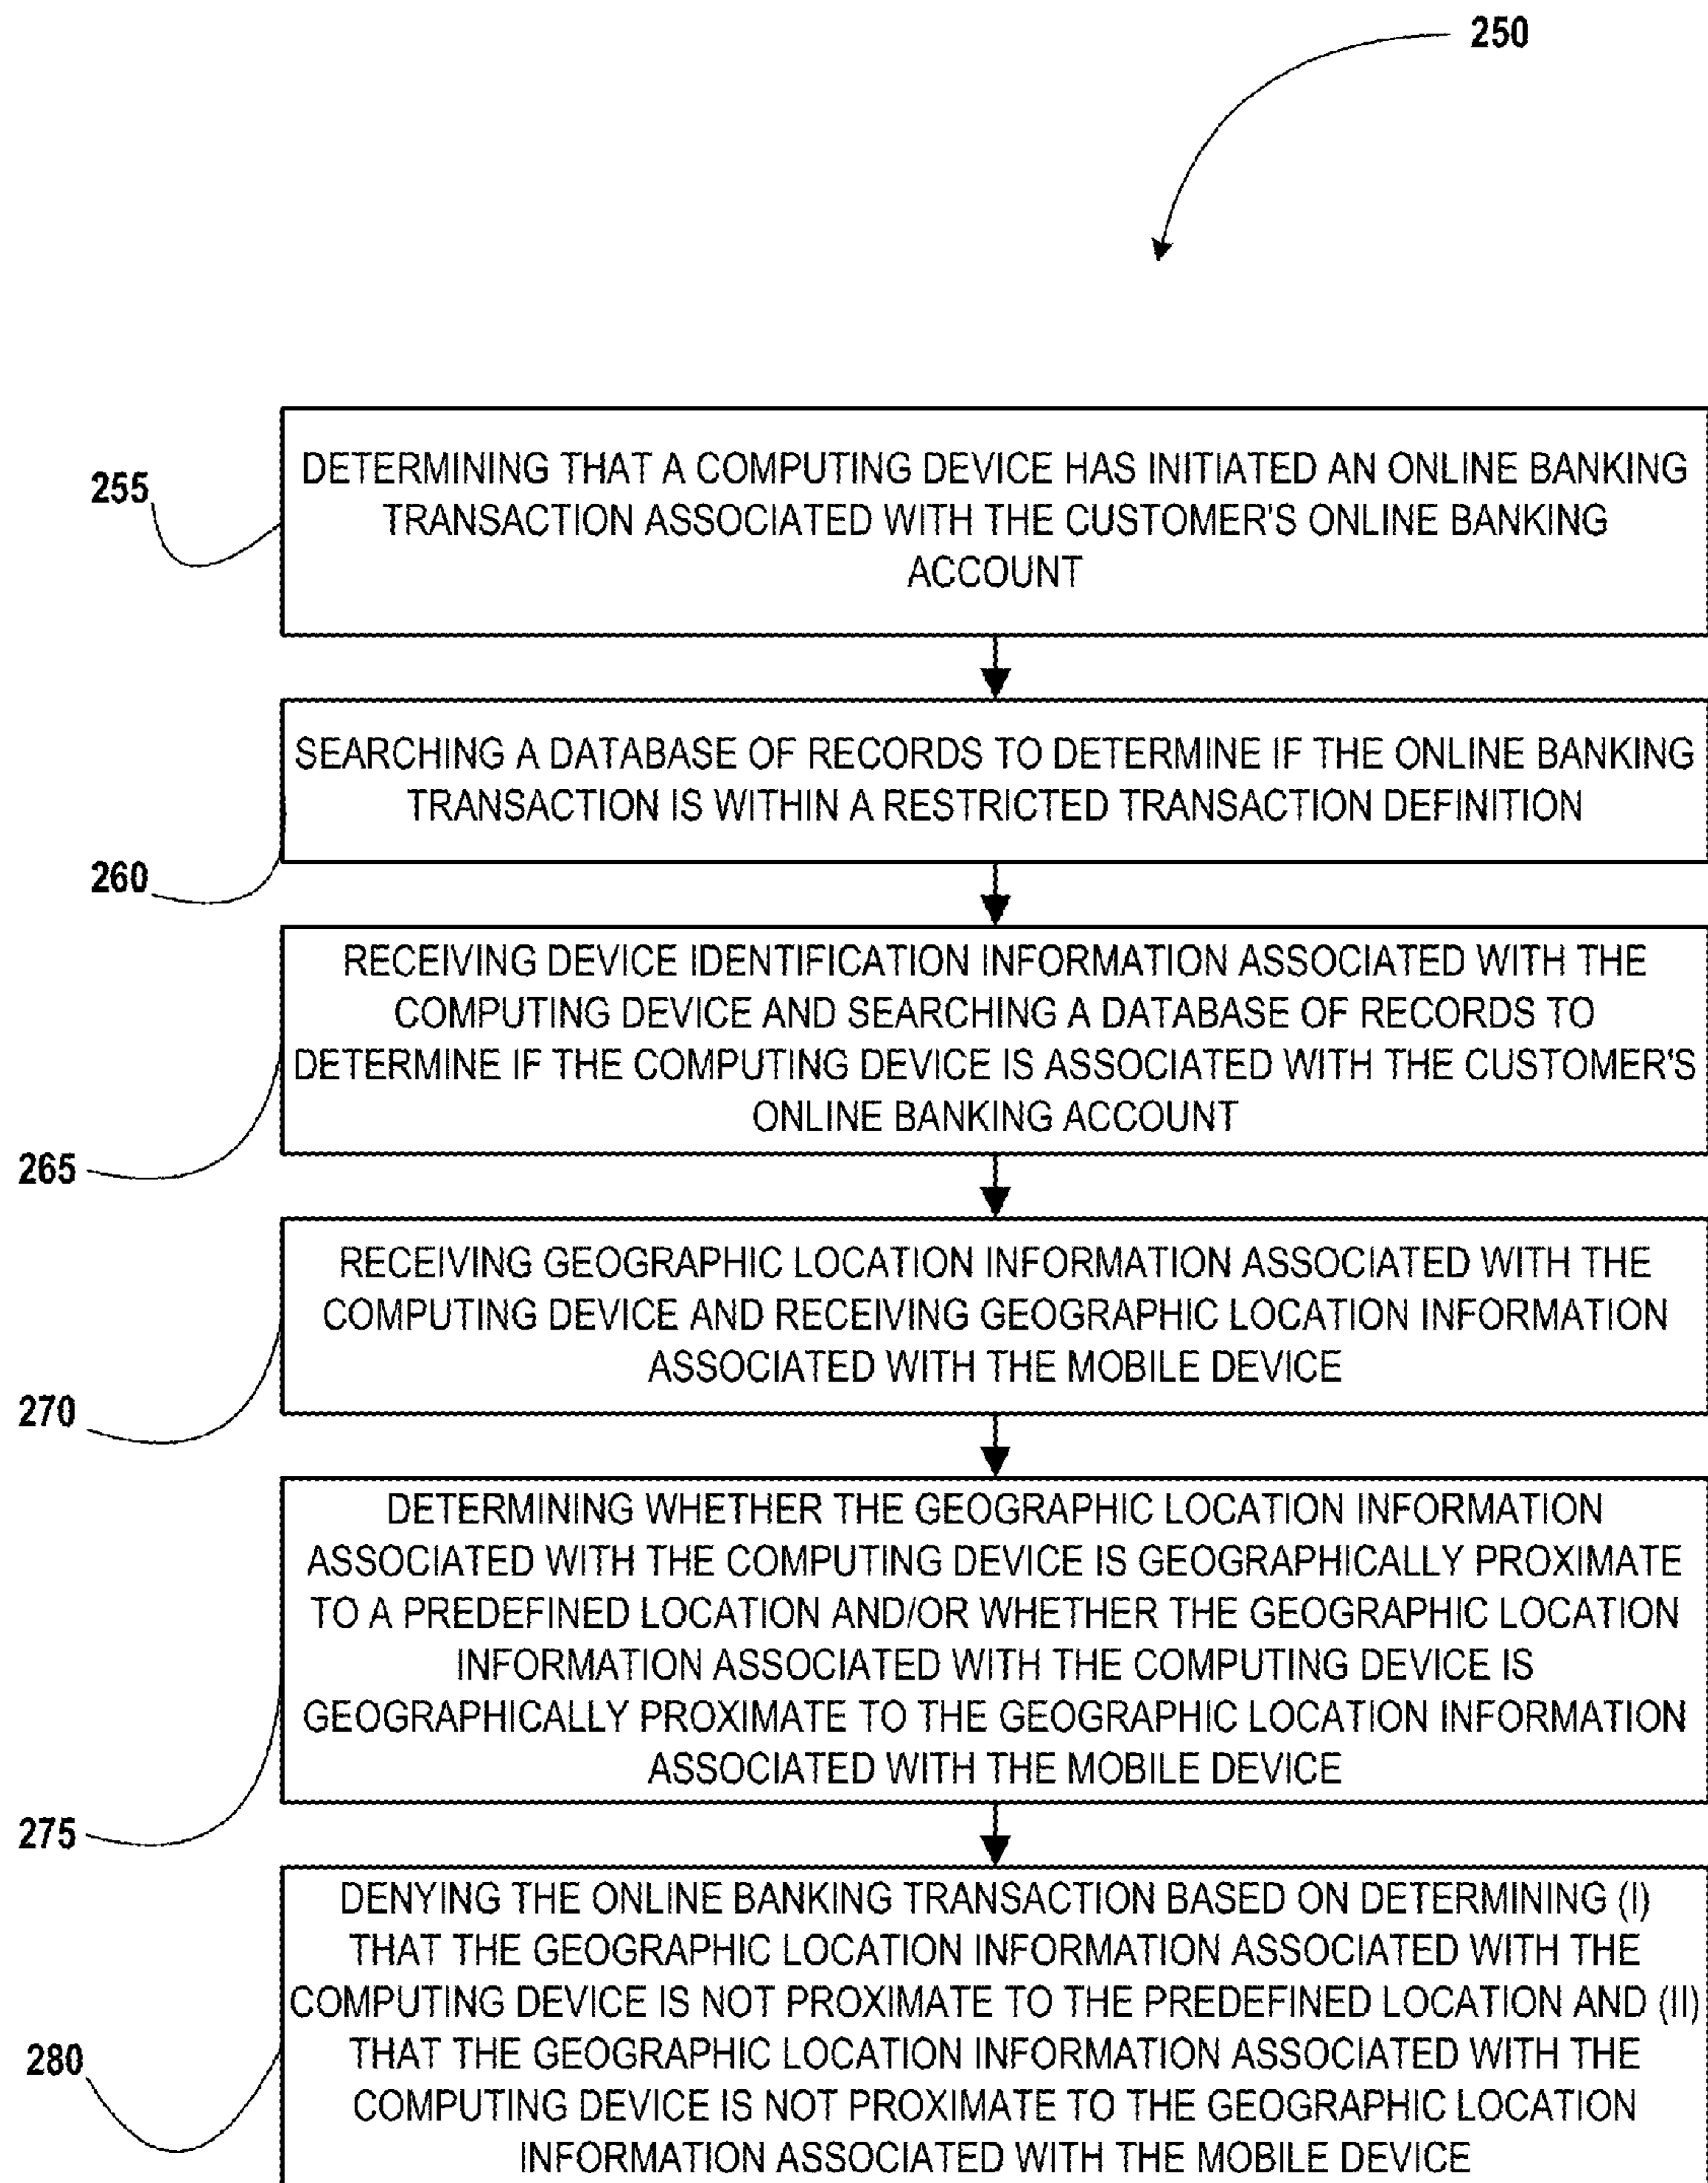 250
255
DETERMINING THAT A COMPUTING DEVICE HAS INITIATED AN ONLINE BANKING
TRANSACTION ASSOCIATED WITH THE CUSTOMER'S ONLINE BANKING
ACCOUNT
260
SEARCHING A DATABASE OF RECORDS TO DETERMINE IF THE ONLINE BANKING
TRANSACTION IS WITHIN A RESTRICTED TRANSACTION DEFINITION
265
RECEIVING DEVICE IDENTIFICATION INFORMATION ASSOCIATED WITH THE
COMPUTING DEVICE AND SEARCHING A DATABASE OF RECORDS TO
DETERMINE IF THE COMPUTING DEVICE IS ASSOCIATED WITH THE CUSTOMER'S
ONLINE BANKING ACCOUNT
270
RECEIVING GEOGRAPHIC LOCATION INFORMATION ASSOCIATED WITH THE
COMPUTING DEVICE AND RECEIVING GEOGRAPHIC LOCATION INFORMATION
ASSOCIATED WITH THE MOBILE DEVICE
275
DETERMINING WHETHER THE GEOGRAPHIC LOCATION INFORMATION
ASSOCIATED WITH THE COMPUTING DEVICE IS GEOGRAPHICALLY PROXIMATE
TO A PREDEFINED LOCATION AND/OR WHETHER THE GEOGRAPHIC LOCATION
INFORMATION ASSOCIATED WITH THE COMPUTING DEVICE IS
GEOGRAPHICALLY PROXIMATE TO THE GEOGRAPHIC LOCATION INFORMATION
ASSOCIATED WITH THE MOBILE DEVICE
280
DENYING THE ONLINE BANKING TRANSACTION BASED ON DETERMINING (I)
THAT THE GEOGRAPHIC LOCATION INFORMATION ASSOCIATED WITH THE
COMPUTING DEVICE IS NOT PROXIMATE TO THE PREDEFINED LOCATION AND (II)
THAT THE GEOGRAPHIC LOCATION INFORMATION ASSOCIATED WITH THE
COMPUTING DEVICE IS NOT PROXIMATE TO THE GEOGRAPHIC LOCATION
INFORMATION ASSOCIATED WITH THE MOBILE DEVICE